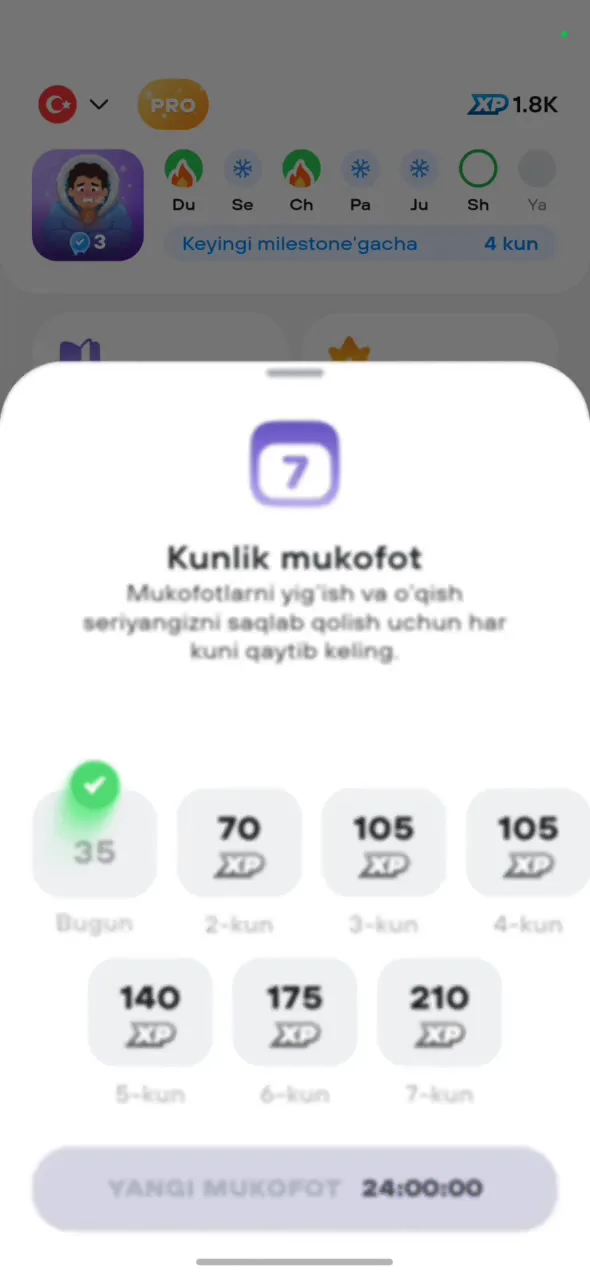 PRO
XP 1.8K
3
Du Se Ch Pa Ju Sh Ya
Keyingi milestone'gacha 4 kun
7
Kunlik mukofot
Mukofotlarni yig'ish va o'qish
seriyangizni saqlab qolish uchun har
kuni qaytib keling.
35 70 105 105
XP XP XP
Bugun 2-kun 3-kun 4-kun
140 175 210
XP XP XP
5-kun 6-kun 7-kun
YANGI MUKOFOT 24:00:00